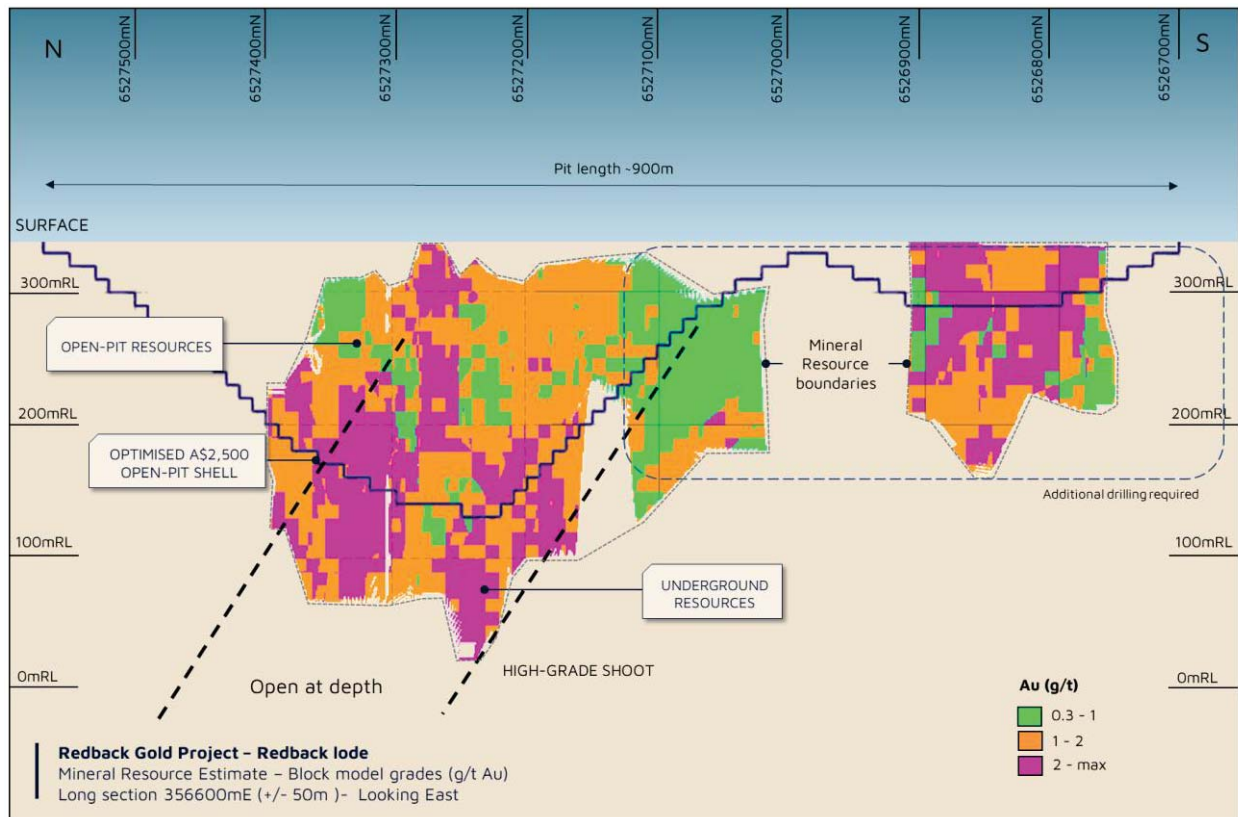 N
S
6527500mN
6527400mN
6527300mN
6527200mN
6527100mN
6527000mN
6526900mN
6526800mN
6526700mN
Pit length ~900m
SURFACE
300mRL
300mRL
OPEN-PIT RESOURCES
Mineral
Resource
boundaries
200mRL
200mRL
OPTIMISED A$2,500
OPEN-PIT SHELL
Additional drilling required
100mRL
100mRL
UNDERGROUND
RESOURCES
HIGH-GRADE SHOOT
0mRL
0mRL
Open at depth
Au (g/t)
0.3 - 1
1 - 2
2 - max
Redback Gold Project – Redback lode
Mineral Resource Estimate – Block model grades (g/t Au)
Long section 356600mE (+/- 50m )- Looking East